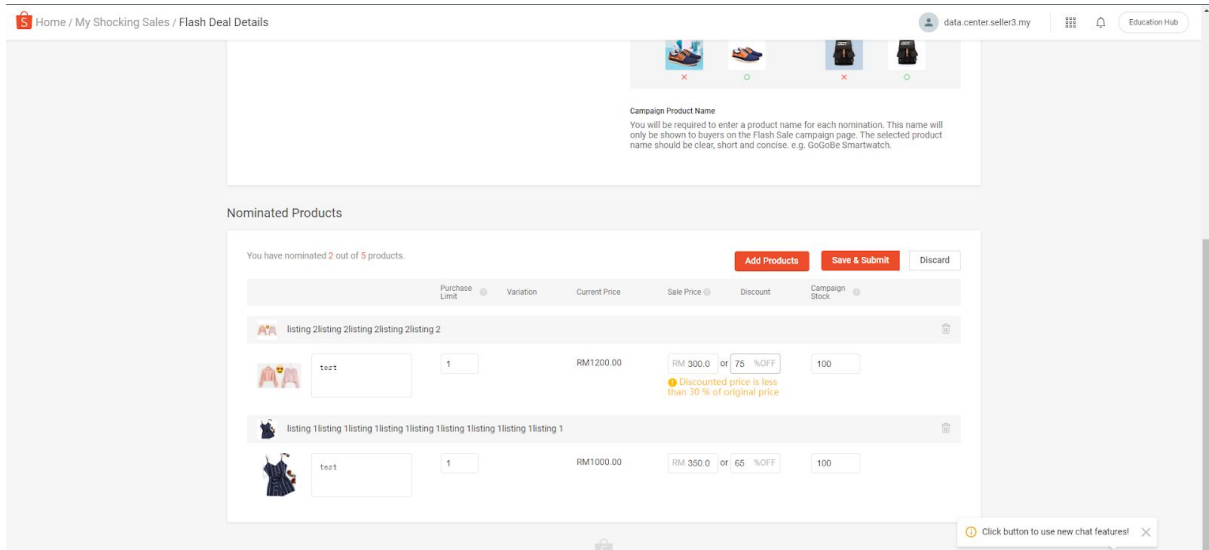 Home / My Shocking Sales / Flash Deal Details
data.center.seller3.my
Education Hub
Campaign Product Name
You will be required to enter a product name for each nomination. This name will
only be shown to buyers on the Flash Sale campaign page. The selected product
name should be clear, short and concise. e.g. GoGoBe Smartwatch.
Nominated Products
You have nominated 2 out of 5 products.
Add Products
Save & Submit
Discard
Purchase Limit
Variation
Current Price
Sale Price
Discount
Campaign Stock
listing 2listing 2listing 2listing 2listing 2
test
1
RM1200.00
RM 300.0 or 75 %OFF
100
Discounted price is less
than 30 % of original price
listing 1listing 1listing 1listing 1listing 1listing 1listing 1listing 1
test
1
RM1000.00
RM 350.0 or 65 %OFF
100
Click button to use new chat features!